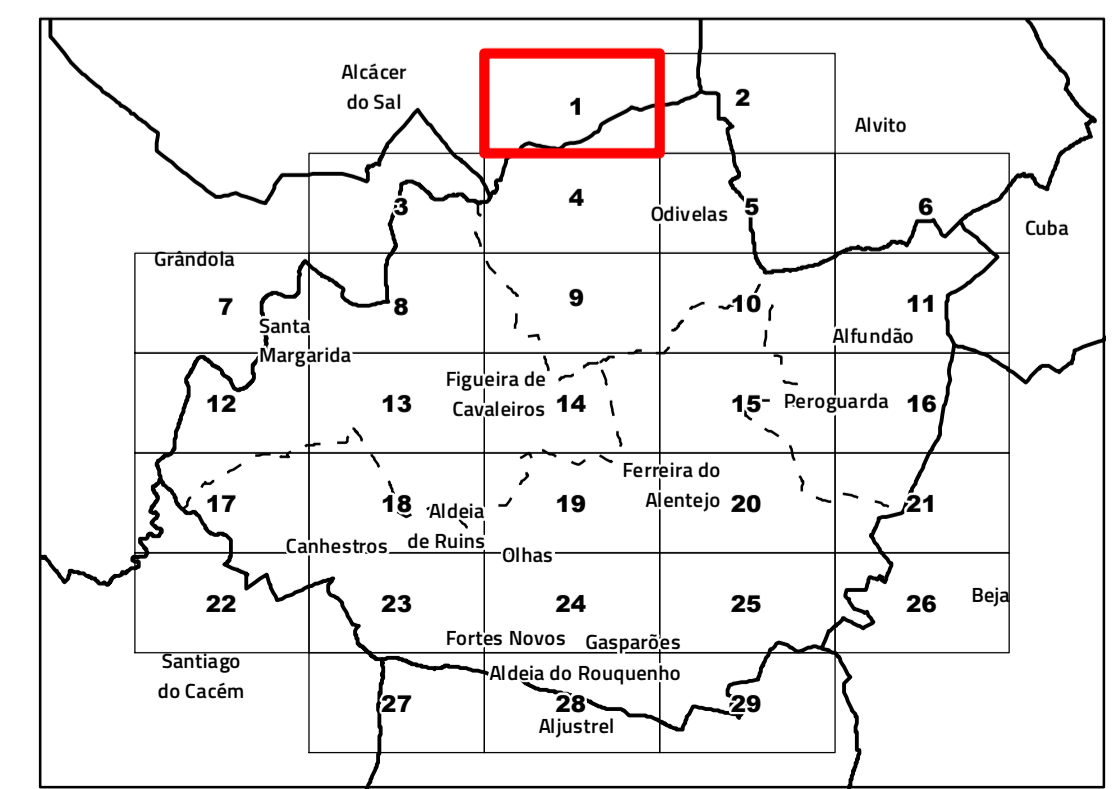 Alcácer
do Sal
1
2
Alvito
3
4
Odivelas
5
6
Cuba
Grândola
7
Santa
Margarida
8
9
10
11
Alfundão
12
13
Figueira de
Cavaleiros
14
15
Peroguarda
16
17
18
Aldeia
de Ruins
19
Ferreira do
Alentejo
20
21
Canhestros
Olhas
22
23
24
25
26
Beja
Fortes Novos
Gasparões
Santiago
do Cacém
Aldeia do Rouquenho
27
28
29
Aljustrel